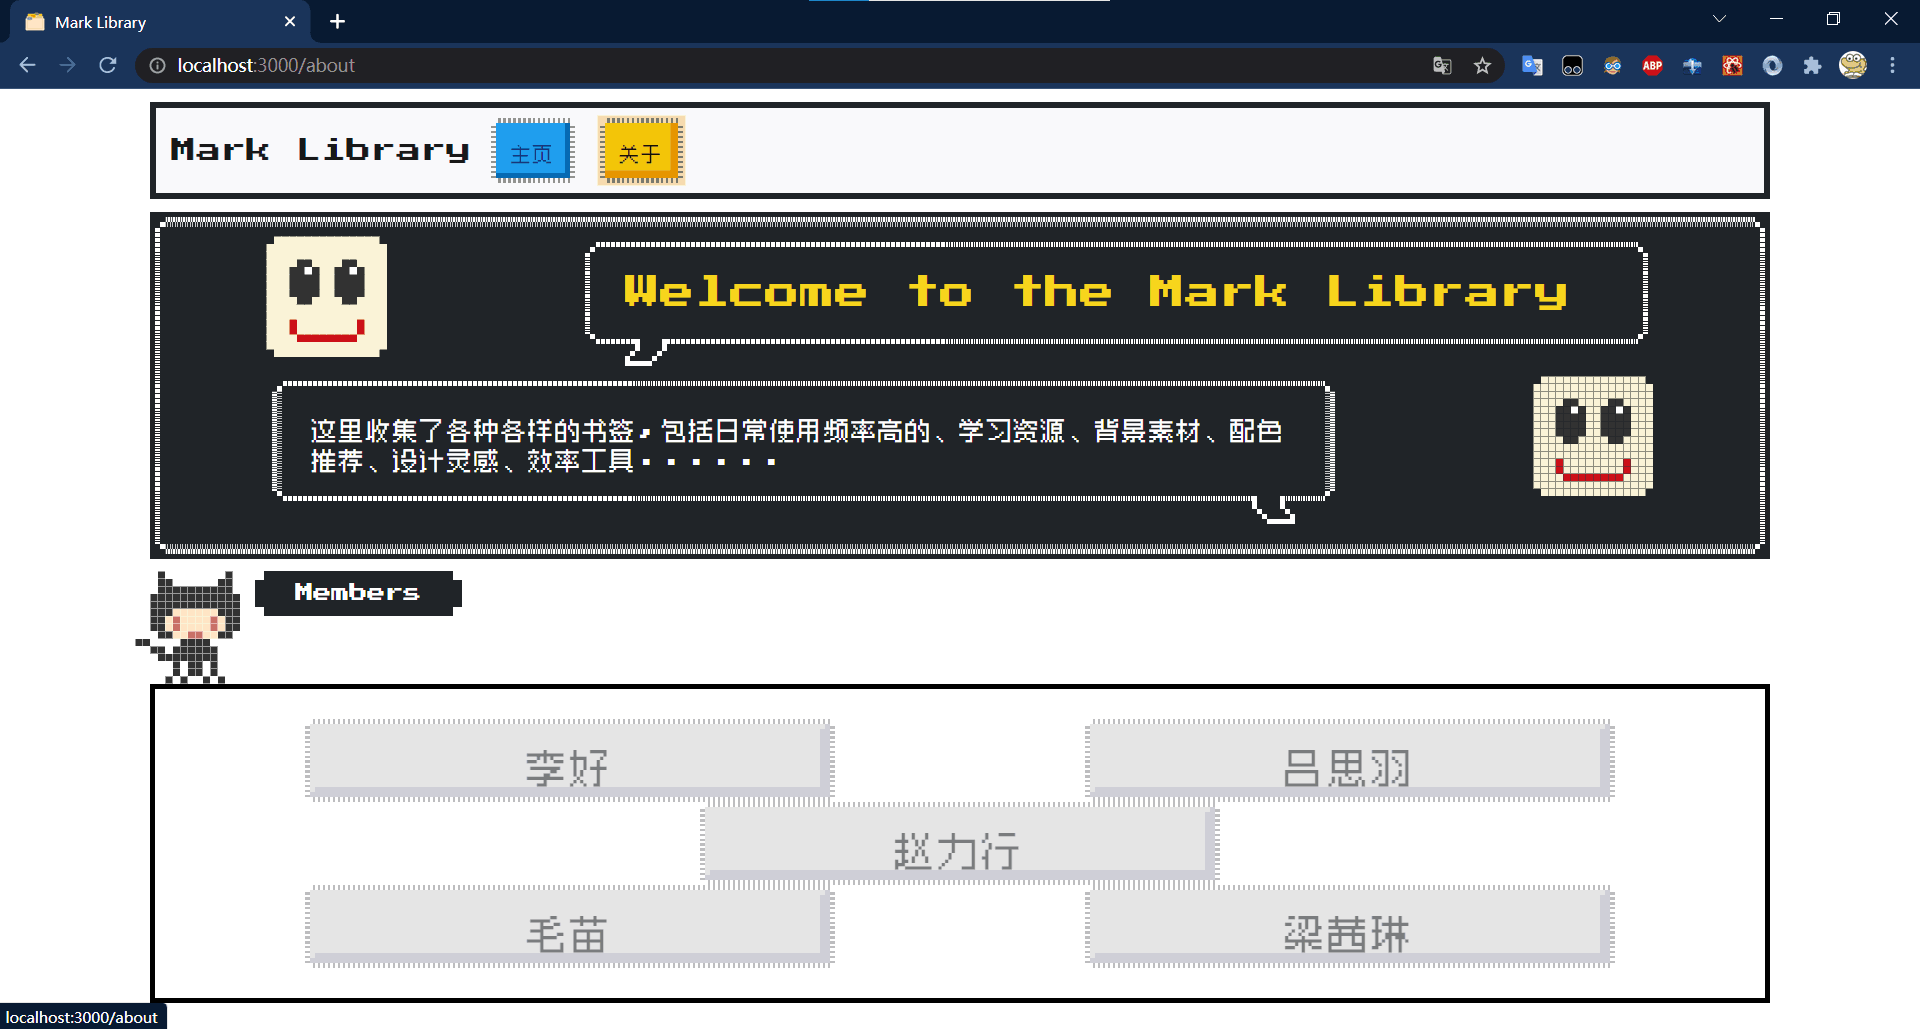 Mark Library
localhost:3000/about
ABP
Mark Library 主页 关于
Welcome to the Mark Library
这里收集了各种各样的书签，包括日常使用频率高的、学习资源、背景素材、配色
推荐、设计灵感、效率工具······
Members
李好 吕思羽
赵力行
毛苗 梁茜琳
localhost:3000/about